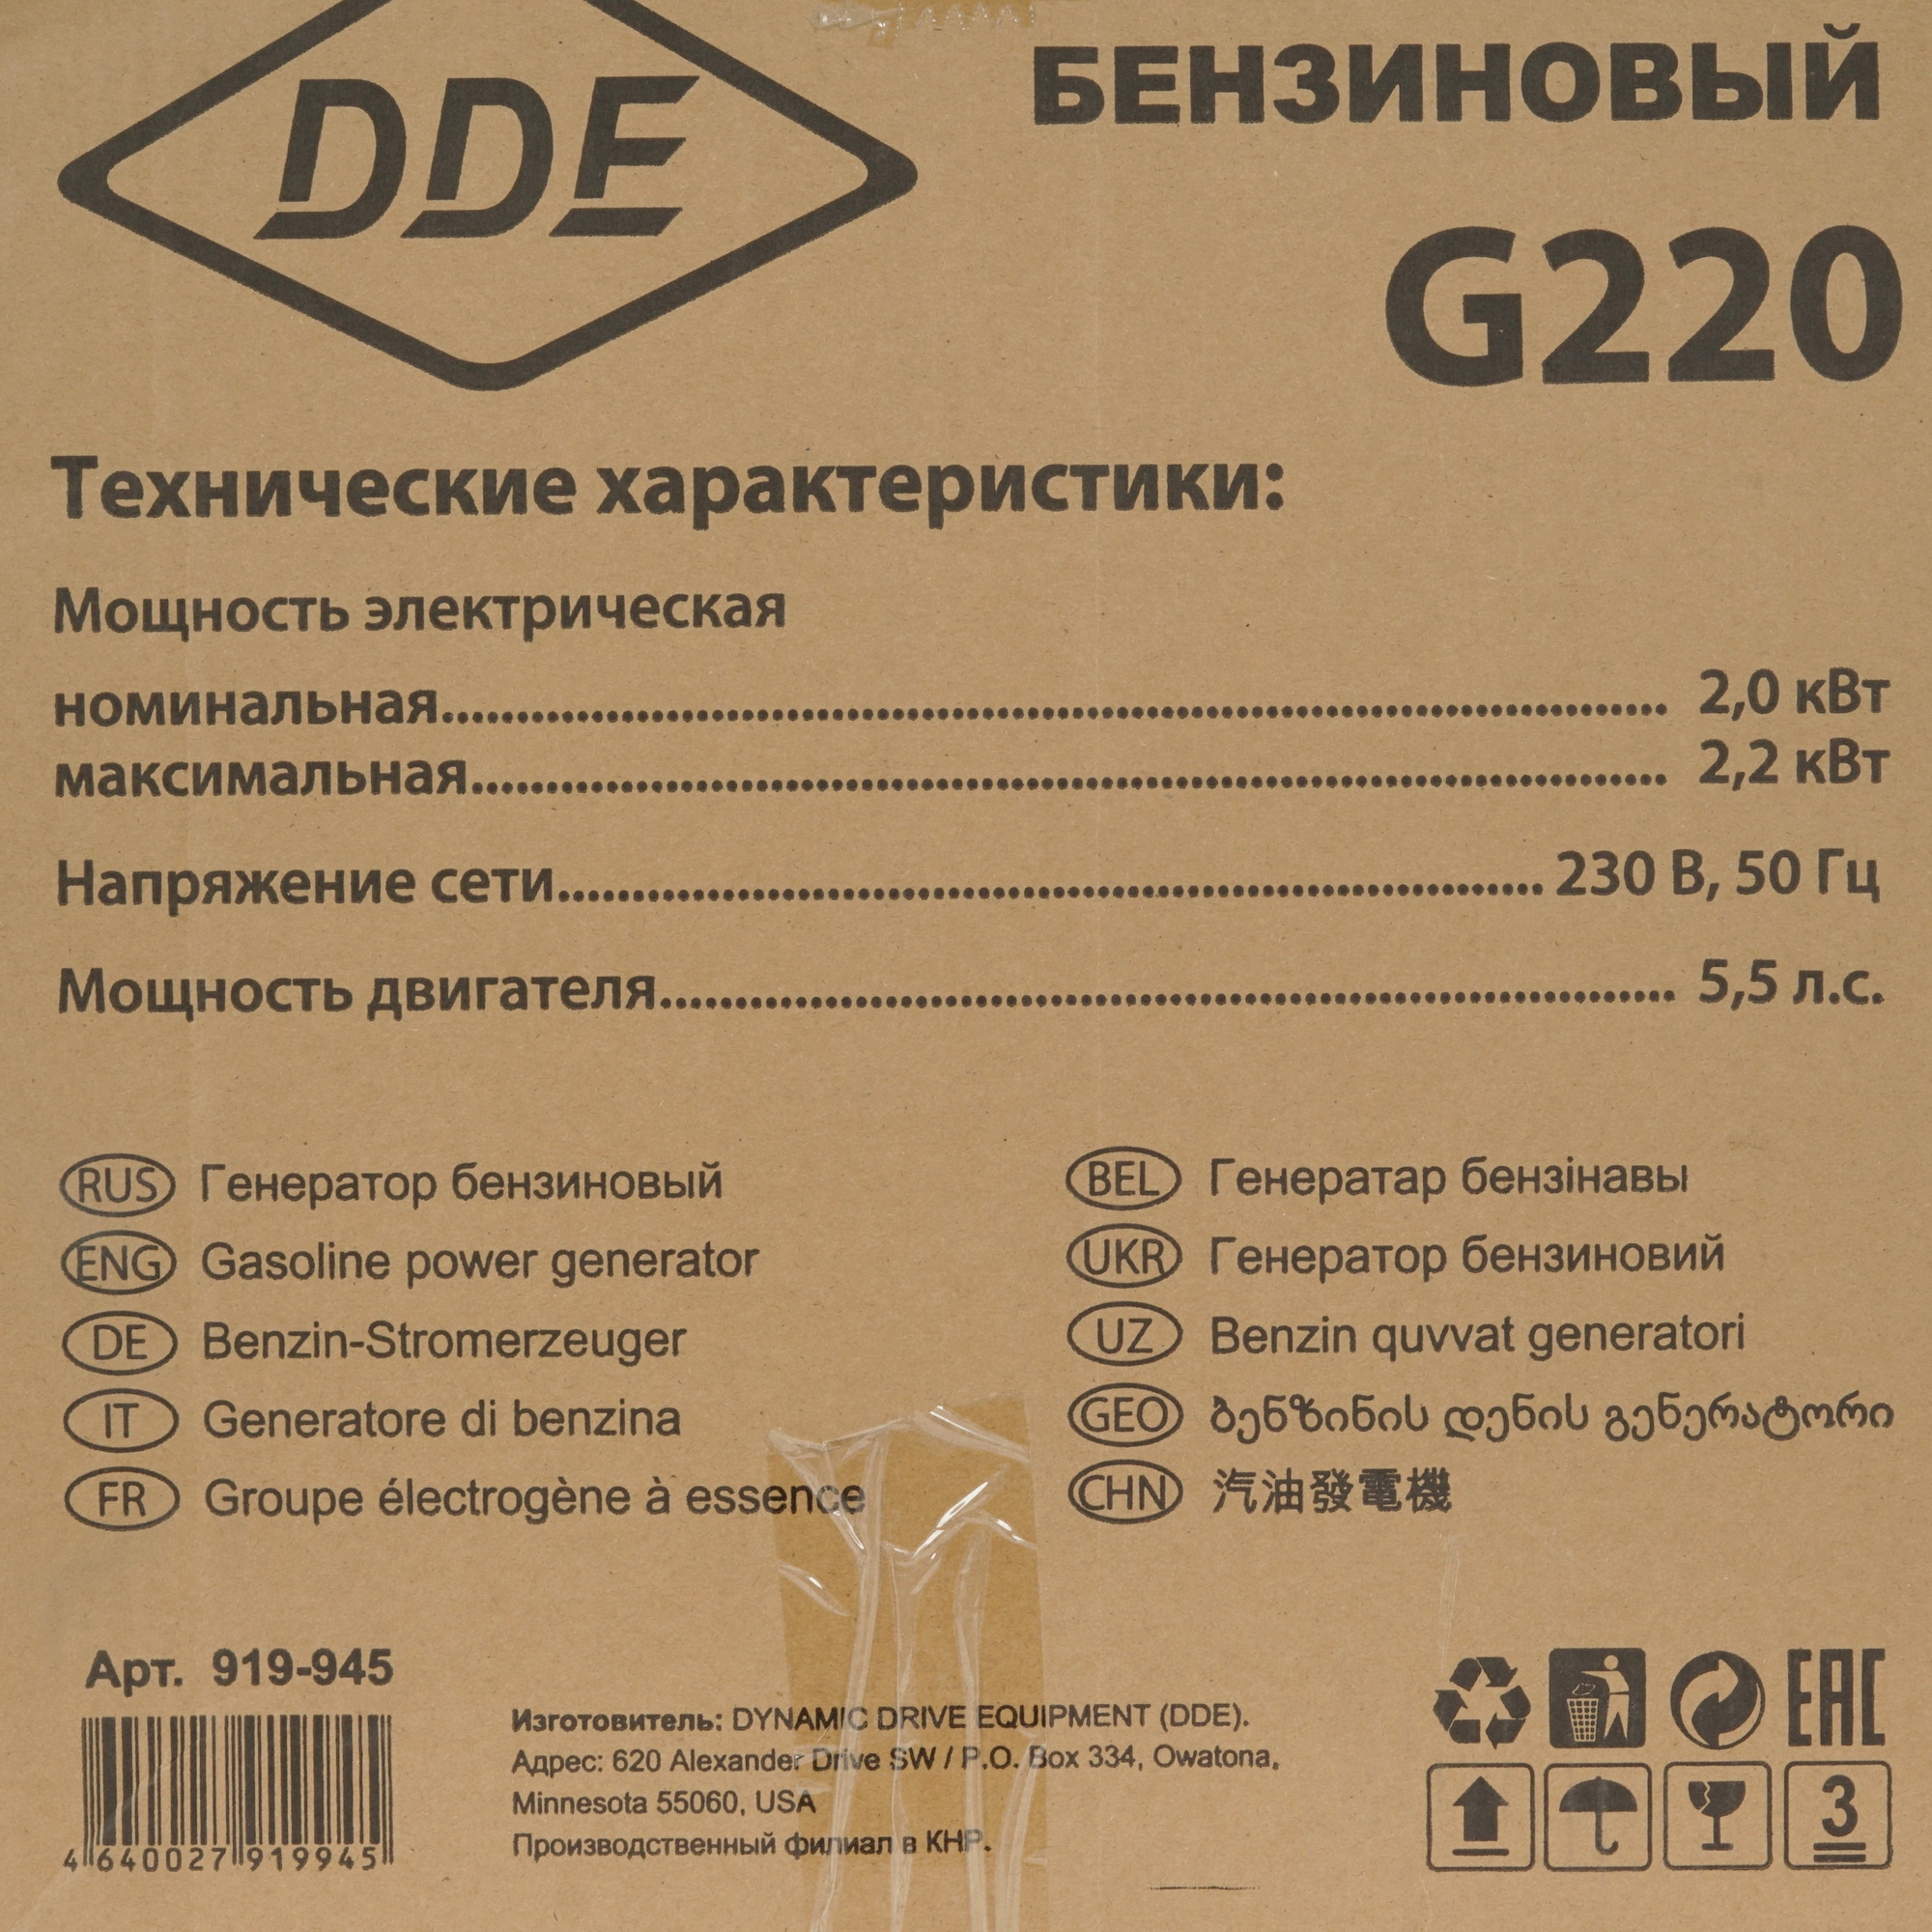 DDE
БЕНЗИНОВЫЙ
G220
Технические характеристики:
Мощность электрическая
номинальная................................................................................ 2,0 кВт
максимальная.............................................................................. 2,2 кВт
Напряжение сети................................................................. 230 В, 50 Гц
Мощность двигателя................................................................... 5,5 л.с.
RUS Генератор бензиновый
ENG Gasoline power generator
DE Benzin-Stromerzeuger
IT Generatore di benzina
FR Groupe électrogène à essence
BEL Генератар бензінавы
UKR Генератор бензиновий
UZ Benzin quvvat generatori
GEO ბენზინის დენის გენერატორი
CHN 汽油發電機
Арт. 919-945
4 640027 919945
Изготовитель: DYNAMIC DRIVE EQUIPMENT (DDE).
Адрес: 620 Alexander Drive SW / P.O. Box 334, Owatona,
Minnesota 55060, USA
Производственный филиал в КНР.
EAC
3